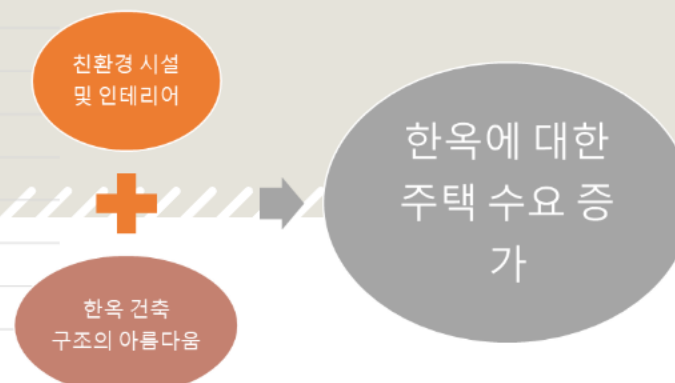 친환경 시설
및 인테리어
한옥 건축
구조의 아름다움
한옥에 대한
주택 수요 증
가